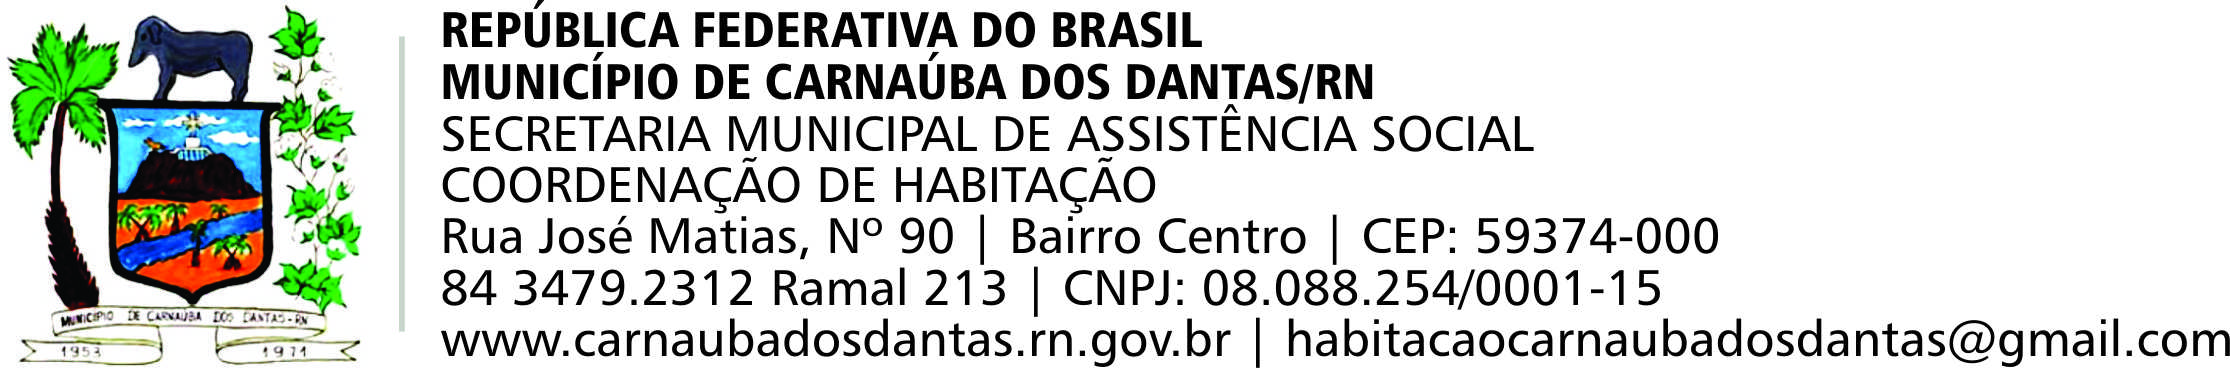 REPÚBLICA FEDERATIVA DO BRASIL
MUNICÍPIO DE CARNAÚBA DOS DANTAS/RN
SECRETARIA MUNICIPAL DE ASSISTÊNCIA SOCIAL
COORDENAÇÃO DE HABITAÇÃO
Rua José Matias, Nº 90 | Bairro Centro | CEP: 59374-000
84 3479.2312 Ramal 213 | CNPJ: 08.088.254/0001-15
www.carnaubadosdantas.rn.gov.br | habitacaocarnaubadosdantas@gmail.com
MUNICIPIO DE CARNAÚBA DOS DANTAS-RN
1953 1971